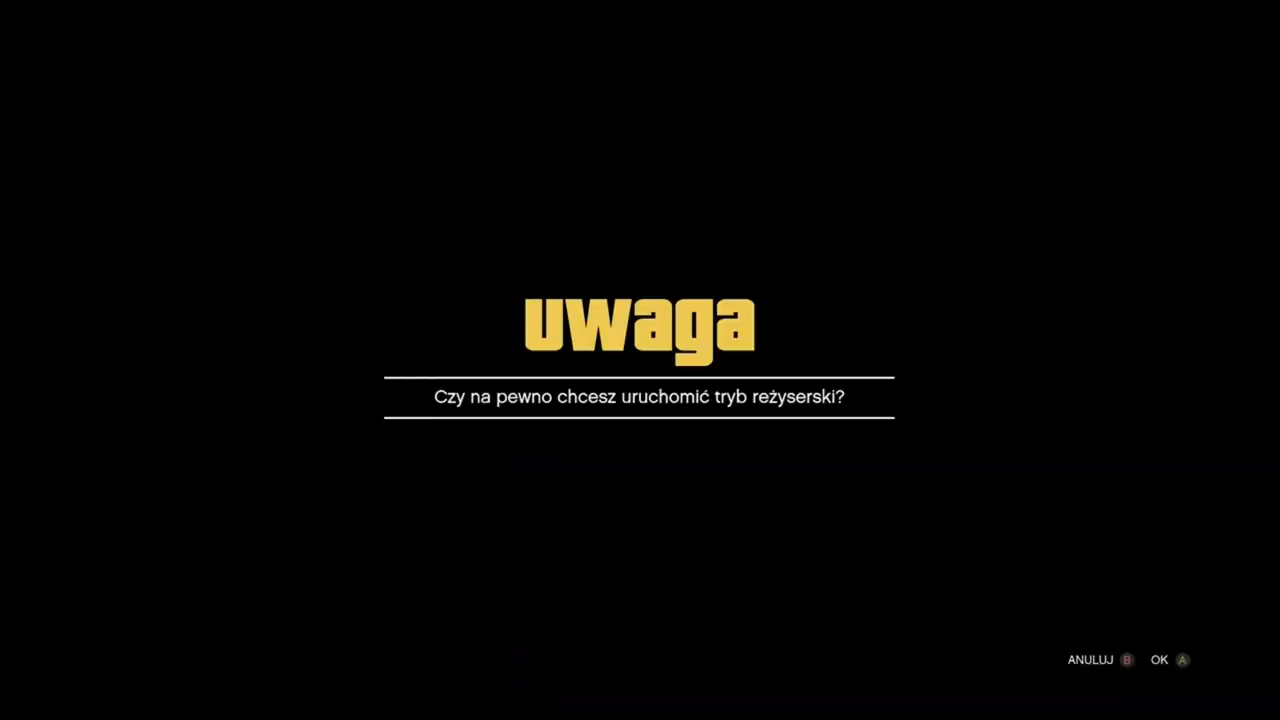 uwaga
Czy na pewno chcesz uruchomić tryb reżyserski?
ANULUJ B OK A